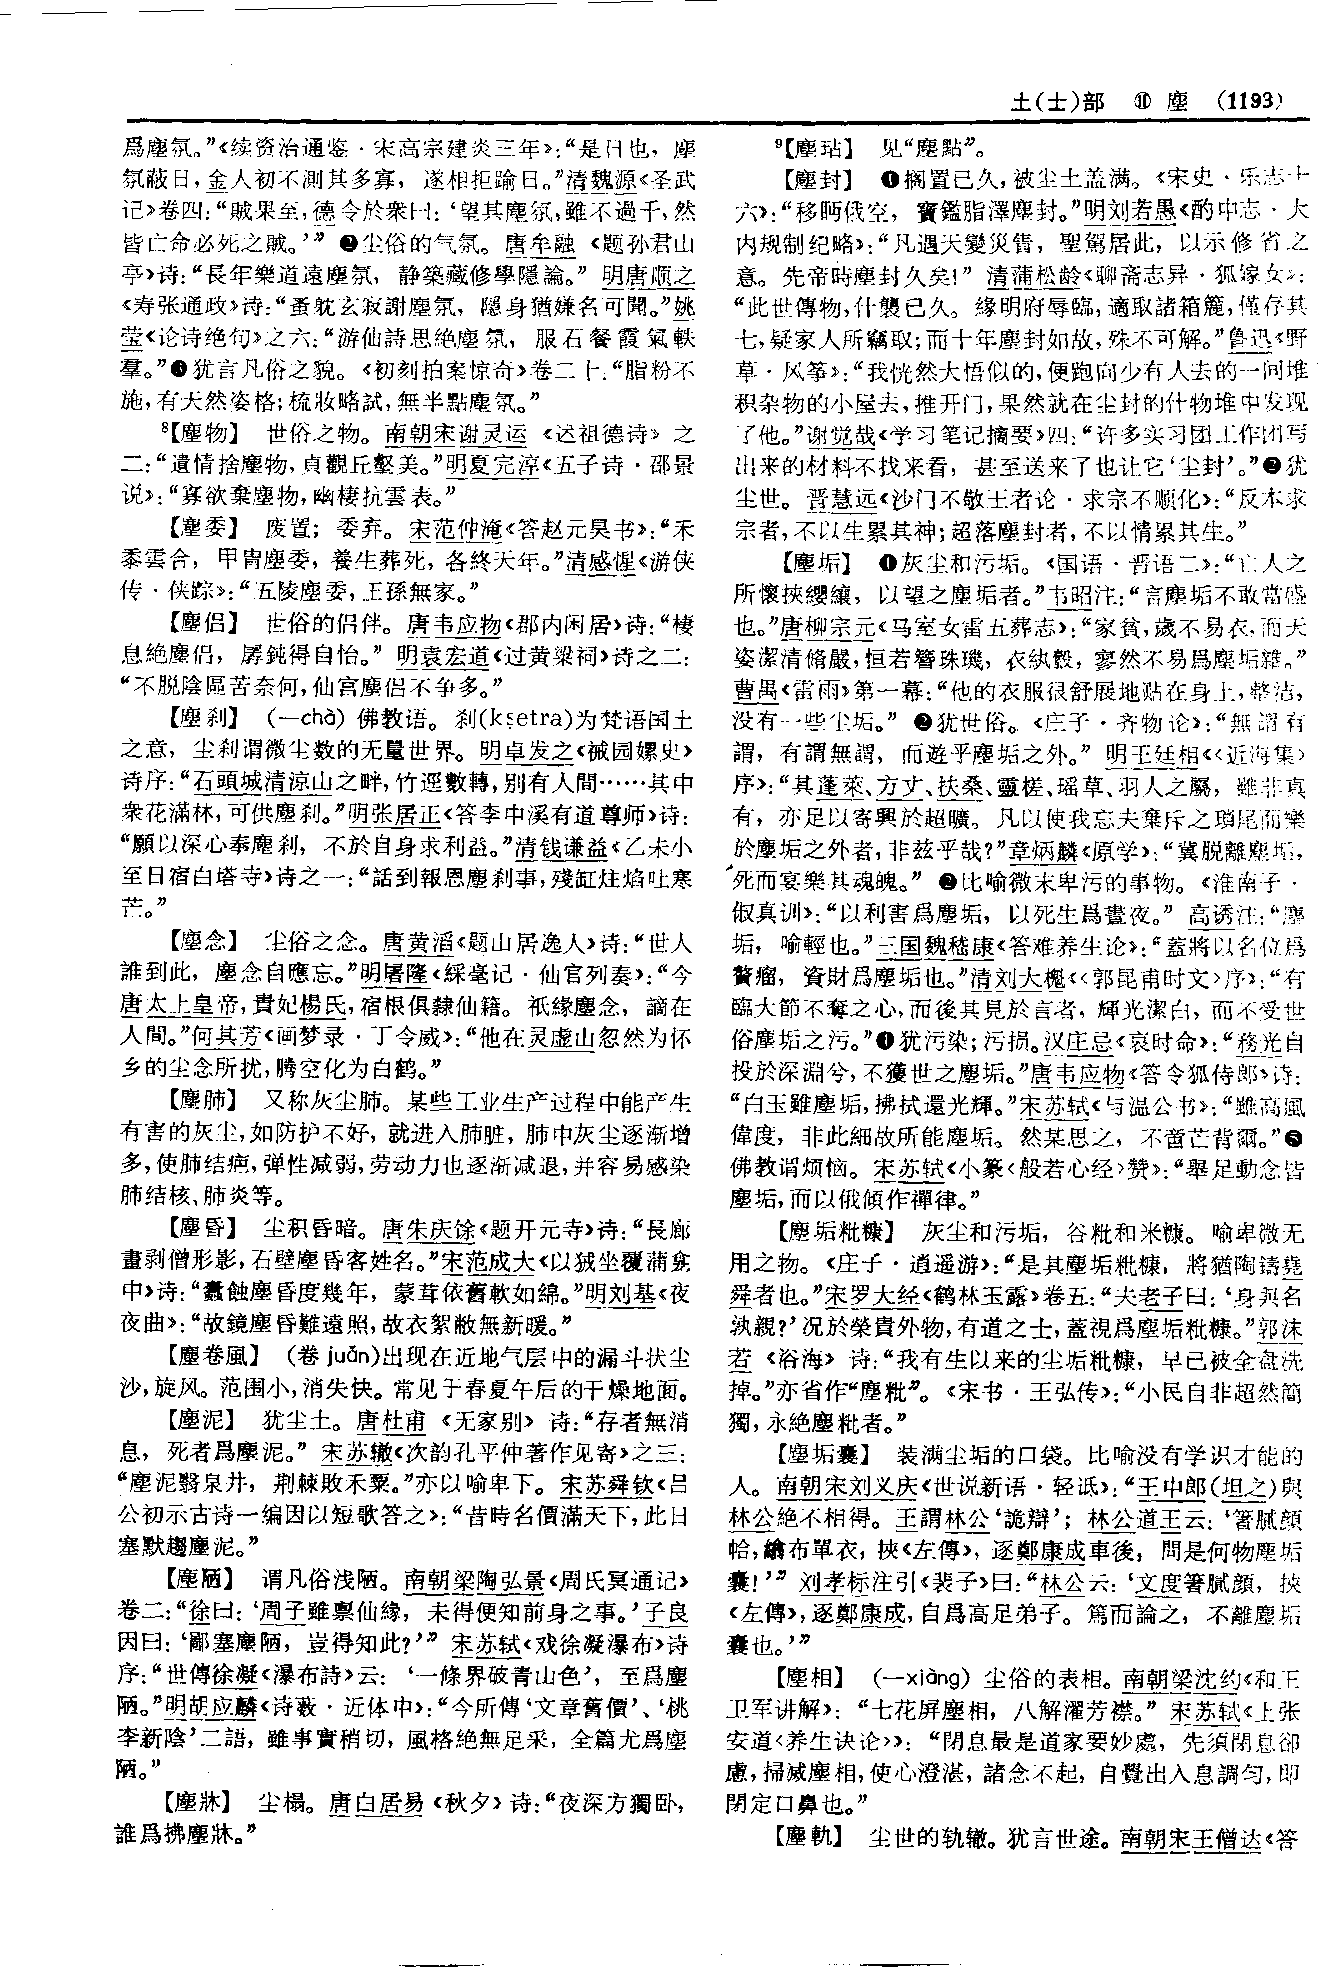 土(士)部 ⑪ 塵 (1193)
爲塵氛。”《续资治通鉴·宋高宗建炎三年》：“是日也，塵
氛蔽日，金人初不測其多寡，遂相拒踰日。”清魏源《圣武
记》卷四：“賊果至，德令於衆曰：‘望其塵氛，雖不過千，然
皆亡命必死之賊。’” ❷尘俗的气氛。唐牟融《题孙君山
亭》诗：“長年樂道遠塵氛，静築藏修學隱論。” 明唐顺之
《寿张通政》诗：“蚤躭玄寂謝塵氛，隱身猶嫌名可聞。”姚
莹《论诗绝句》之六：“游仙詩思绝塵氛，服石餐霞氣軼
羣。”❸犹言凡俗之貌。《初刻拍案惊奇》卷二十：“脂粉不
施，有天然姿格；梳妝略試，無半點塵氛。”
⁸【塵物】 世俗之物。南朝宋谢灵运《述祖德诗》之
二：“遺情捨塵物，貞觀丘壑美。”明夏完淳《五子诗·邵景
说》：“寡欲棄塵物，幽棲抗雲表。”
【塵委】 废置；委弃。宋范仲淹《答赵元昊书》：“禾
黍雲合，甲冑塵委，養生葬死，各終天年。”清感惺《游侠
传·侠踪》：“五陵塵委，王孫無家。”
【塵侣】 世俗的侣伴。唐韦应物《郡内闲居》诗：“棲
息絶塵侣，孱鈍得自怡。” 明袁宏道《过黄粱祠》诗之二：
“不脱陰區苦奈何，仙宫塵侣不争多。”
【塵刹】 (—chà) 佛教语。刹(kṣetra)为梵语国土
之意，尘刹谓微尘数的无量世界。明卓发之《祴园嫘史》
诗序：“石頭城清涼山之畔，竹逕數轉，别有人間……其中
衆花滿林，可供塵刹。”明张居正《答李中溪有道尊师》诗：
“願以深心奉塵刹，不於自身求利益。”清钱谦益《乙未小
至日宿白塔寺》诗之一：“話到報恩塵刹事，殘缸炷焰吐寒
芒。”
【塵念】 尘俗之念。唐黄滔《题山居逸人》诗：“世人
誰到此，塵念自應忘。”明屠隆《綵毫记·仙官列奏》：“今
唐太上皇帝，貴妃楊氏，宿根俱隸仙籍。衹緣塵念，謫在
人間。”何其芳《画梦录·丁令威》：“他在灵虚山忽然为怀
乡的尘念所扰，腾空化为白鹤。”
【塵肺】 又称灰尘肺。某些工业生产过程中能产生
有害的灰尘，如防护不好，就进入肺脏，肺中灰尘逐渐增
多，使肺结疤，弹性减弱，劳动力也逐渐减退，并容易感染
肺结核、肺炎等。
【塵昏】 尘积昏暗。唐朱庆馀《题开元寺》诗：“長廊
畫剥僧形影，石壁塵昏客姓名。”宋范成大《以狨坐覆蒲龛
中》诗：“蠹蝕塵昏度幾年，蒙茸依舊軟如綿。”明刘基《夜
夜曲》：“故鏡塵昏難遠照，故衣絮敝無新暖。”
【塵卷風】 (卷 juǎn)出现在近地气层中的漏斗状尘
沙，旋风。范围小，消失快。常见于春夏午后的干燥地面。
【塵泥】 犹尘土。唐杜甫《无家别》诗：“存者無消
息，死者爲塵泥。” 宋苏辙《次韵孔平仲著作见寄》之三：
“塵泥翳泉井，荆棘敗禾粟。”亦以喻卑下。宋苏舜钦《吕
公初示古诗一编因以短歌答之》：“昔時名價滿天下，此日
塞默趨塵泥。”
【塵陋】 谓凡俗浅陋。南朝梁陶弘景《周氏冥通记》
卷二：“徐曰：‘周子雖禀仙緣，未得便知前身之事。’子良
因曰：‘鄙塞塵陋，豈得知此？’” 宋苏轼《戏徐凝瀑布》诗
序：“世傳徐凝《瀑布詩》云：‘一條界破青山色’，至爲塵
陋。”明胡应麟《诗薮·近体中》：“今所傳‘文章舊價’、‘桃
李新陰’二語，雖事實稍切，風格絶無足采，全篇尤爲塵
陋。”
【塵牀】 尘榻。唐白居易《秋夕》诗：“夜深方獨卧，
誰爲拂塵牀。”
⁹【塵玷】 见“塵點”。
【塵封】 ❶搁置已久，被尘土盖满。《宋史·乐志十
六》：“移眄俄空，寶鑑脂澤塵封。”明刘若愚《酌中志·大
内规制纪略》：“凡遇天變災眚，聖駕居此，以示修省之
意。先帝時塵封久矣！” 清蒲松龄《聊斋志异·狐嫁女》：
“此世傳物，什襲已久。緣明府辱臨，適取諸箱簏，僅存其
七，疑家人所竊取；而十年塵封如故，殊不可解。”鲁迅《野
草·风筝》：“我恍然大悟似的，便跑向少有人去的一间堆
积杂物的小屋去，推开门，果然就在尘封的什物堆中发现
了他。”谢觉哉《学习笔记摘要》四：“许多实习团工作团写
出来的材料不找来看，甚至送来了也让它‘尘封’。”❷犹
尘世。晋慧远《沙门不敬王者论·求宗不顺化》：“反本求
宗者，不以生累其神；超落塵封者，不以情累其生。”
【塵垢】 ❶灰尘和污垢。《国语·晋语二》：“亡人之
所懷挾纓纕，以望之塵垢者。”韦昭注：“言塵垢不敢當盛
也。”唐柳宗元《马室女雷五葬志》：“家貧，歲不易衣，而天
姿潔清脩嚴，恒若簪珠璣，衣紈縠，寥然不易爲塵垢雜。”
曹禺《雷雨》第一幕：“他的衣服很舒展地贴在身上，整洁，
没有一些尘垢。” ❷犹世俗。《庄子·齐物论》：“無謂有
謂，有謂無謂，而遊乎塵垢之外。” 明王廷相《〈近海集〉
序》：“其蓬萊、方丈、扶桑、靈槎、瑶草、羽人之屬，雖非真
有，亦足以寄興於超曠。凡以使我忘夫棄斥之瑣尾而樂
於塵垢之外者，非兹乎哉？”章炳麟《原学》：“冀脱離塵垢，
死而宴樂其魂魄。” ❸比喻微末卑污的事物。《淮南子·
俶真训》：“以利害爲塵垢，以死生爲晝夜。” 高诱注：“塵
垢，喻輕也。”三国魏嵇康《答难养生论》：“蓋將以名位爲
贅瘤，資財爲塵垢也。”清刘大櫆《〈郭昆甫时文〉序》：“有
臨大節不奪之心，而後其見於言者，輝光潔白，而不受世
俗塵垢之污。”❹犹污染；污损。汉庄忌《哀时命》：“務光自
投於深淵兮，不獲世之塵垢。”唐韦应物《答令狐侍郎》诗：
“白玉雖塵垢，拂拭還光輝。”宋苏轼《与温公书》：“雖高風
偉度，非此細故所能塵垢。然某思之，不啻芒背爾。”❺
佛教谓烦恼。宋苏轼《小篆〈般若心经〉赞》：“舉足動念皆
塵垢，而以俄傾作禪律。”
【塵垢粃糠】 灰尘和污垢，谷粃和米糠。喻卑微无
用之物。《庄子·逍遥游》：“是其塵垢粃糠，將猶陶鑄堯
舜者也。”宋罗大经《鹤林玉露》卷五：“夫老子曰：‘身與名
孰親？’况於榮貴外物，有道之士，蓋視爲塵垢粃糠。”郭沫
若《浴海》诗：“我有生以来的尘垢粃糠，早已被全盘洗
掉。”亦省作“塵粃”。《宋书·王弘传》：“小民自非超然簡
獨，永絶塵粃者。”
【塵垢囊】 装满尘垢的口袋。比喻没有学识才能的
人。南朝宋刘义庆《世说新语·轻诋》：“王中郎(坦之)與
林公絶不相得。王謂林公‘詭辯’；林公道王云：‘箸膩顔
帢，𦈎布單衣，挾《左傳》，逐鄭康成車後，問是何物塵垢
囊！’” 刘孝标注引《裴子》曰：“林公云：‘文度箸膩顔，挾
《左傳》，逐鄭康成，自爲高足弟子。篤而論之，不離塵垢
囊也。’”
【塵相】 (—xiàng) 尘俗的表相。南朝梁沈约《和王
卫军讲解》：“七花屏塵相，八解濯芳襟。” 宋苏轼《上张
安道〈养生诀论〉》：“閉息最是道家要妙處，先須閉息卻
慮，掃滅塵相，使心澄湛，諸念不起，自覺出入息調匀，即
閉定口鼻也。”
【塵軌】 尘世的轨辙。犹言世途。南朝宋王僧达《答